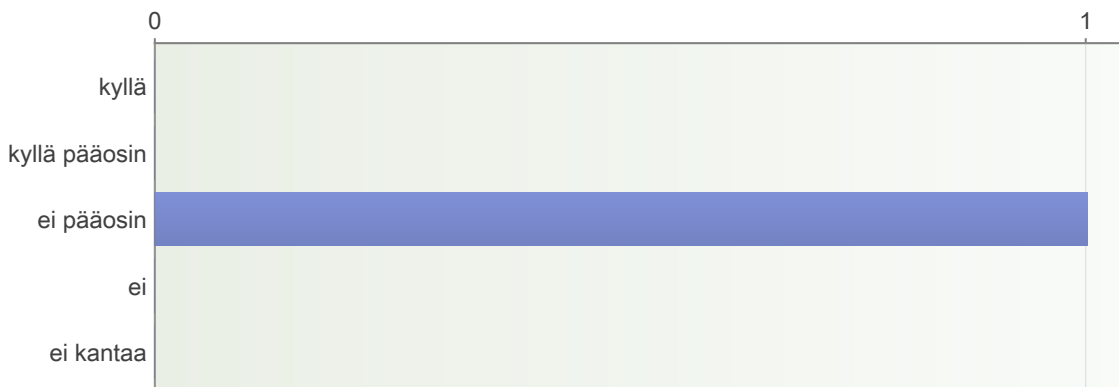 0 1
kyllä
kyllä pääosin
ei pääosin
ei
ei kantaa